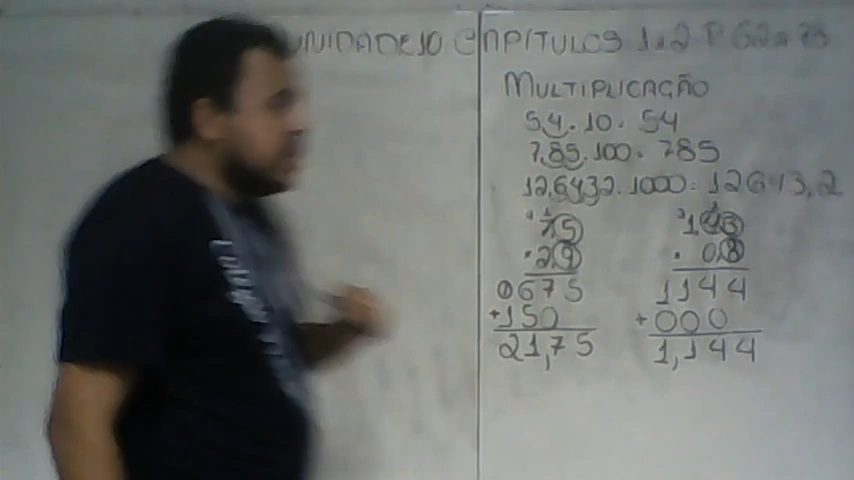 UNIDADE 10 CAPÍTULOS 1 e 2 P. 62 a 73
MULTIPLICAÇÃO
5,4 . 10 = 54
7,85 . 100 = 785
12,6432 . 1000 = 12643,2
7,5
. 2,9
0675
+150
21,75
1,43
. 0,8
1144
+000
1,144